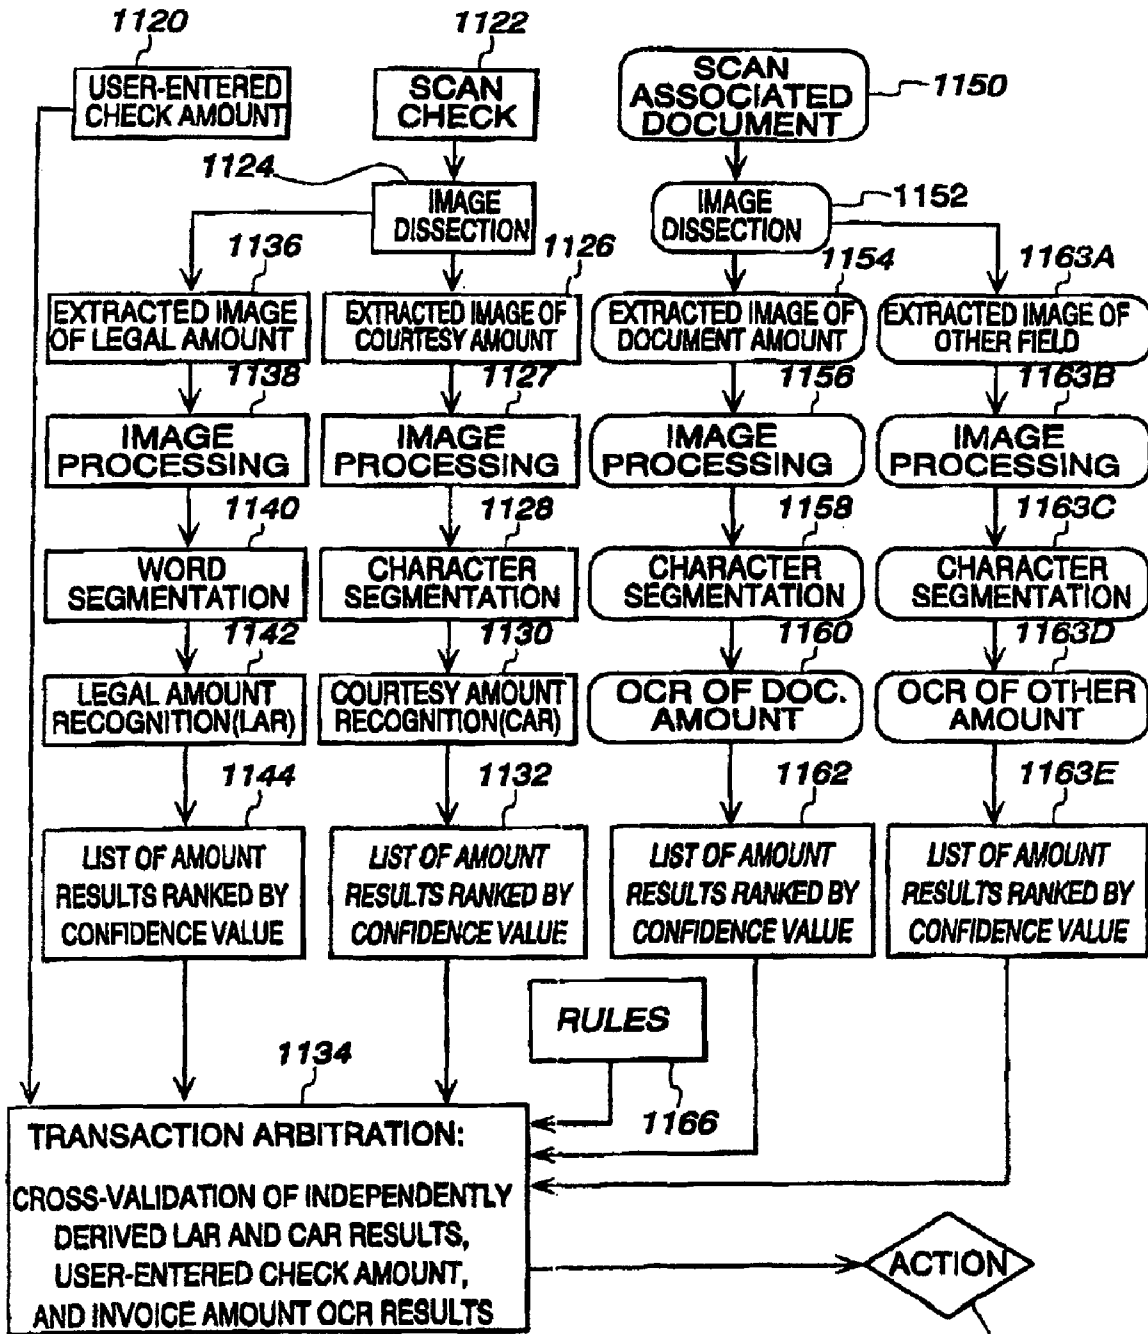 1120
1122
USER-ENTERED
CHECK AMOUNT
SCAN
CHECK
SCAN
ASSOCIATED
DOCUMENT
1150
1124
IMAGE
DISSECTION
IMAGE
DISSECTION
1152
1136
1126
1154
1163A
EXTRACTED IMAGE
OF LEGAL AMOUNT
EXTRACTED IMAGE OF
COURTESY AMOUNT
EXTRACTED IMAGE OF
DOCUMENT AMOUNT
EXTRACTED IMAGE OF
OTHER FIELD
1138
1127
1156
1163B
IMAGE
PROCESSING
IMAGE
PROCESSING
IMAGE
PROCESSING
IMAGE
PROCESSING
1140
1128
1158
1163C
WORD
SEGMENTATION
CHARACTER
SEGMENTATION
CHARACTER
SEGMENTATION
CHARACTER
SEGMENTATION
1142
1130
1160
1163D
LEGAL AMOUNT
RECOGNITION(LAR)
COURTESY AMOUNT
RECOGNITION(CAR)
OCR OF DOC.
AMOUNT
OCR OF OTHER
AMOUNT
1144
1132
1162
1163E
LIST OF AMOUNT
RESULTS RANKED BY
CONFIDENCE VALUE
LIST OF AMOUNT
RESULTS RANKED BY
CONFIDENCE VALUE
LIST OF AMOUNT
RESULTS RANKED BY
CONFIDENCE VALUE
LIST OF AMOUNT
RESULTS RANKED BY
CONFIDENCE VALUE
RULES
1166
1134
TRANSACTION ARBITRATION:
CROSS-VALIDATION OF INDEPENDENTLY
DERIVED LAR AND CAR RESULTS,
USER-ENTERED CHECK AMOUNT,
AND INVOICE AMOUNT OCR RESULTS
ACTION